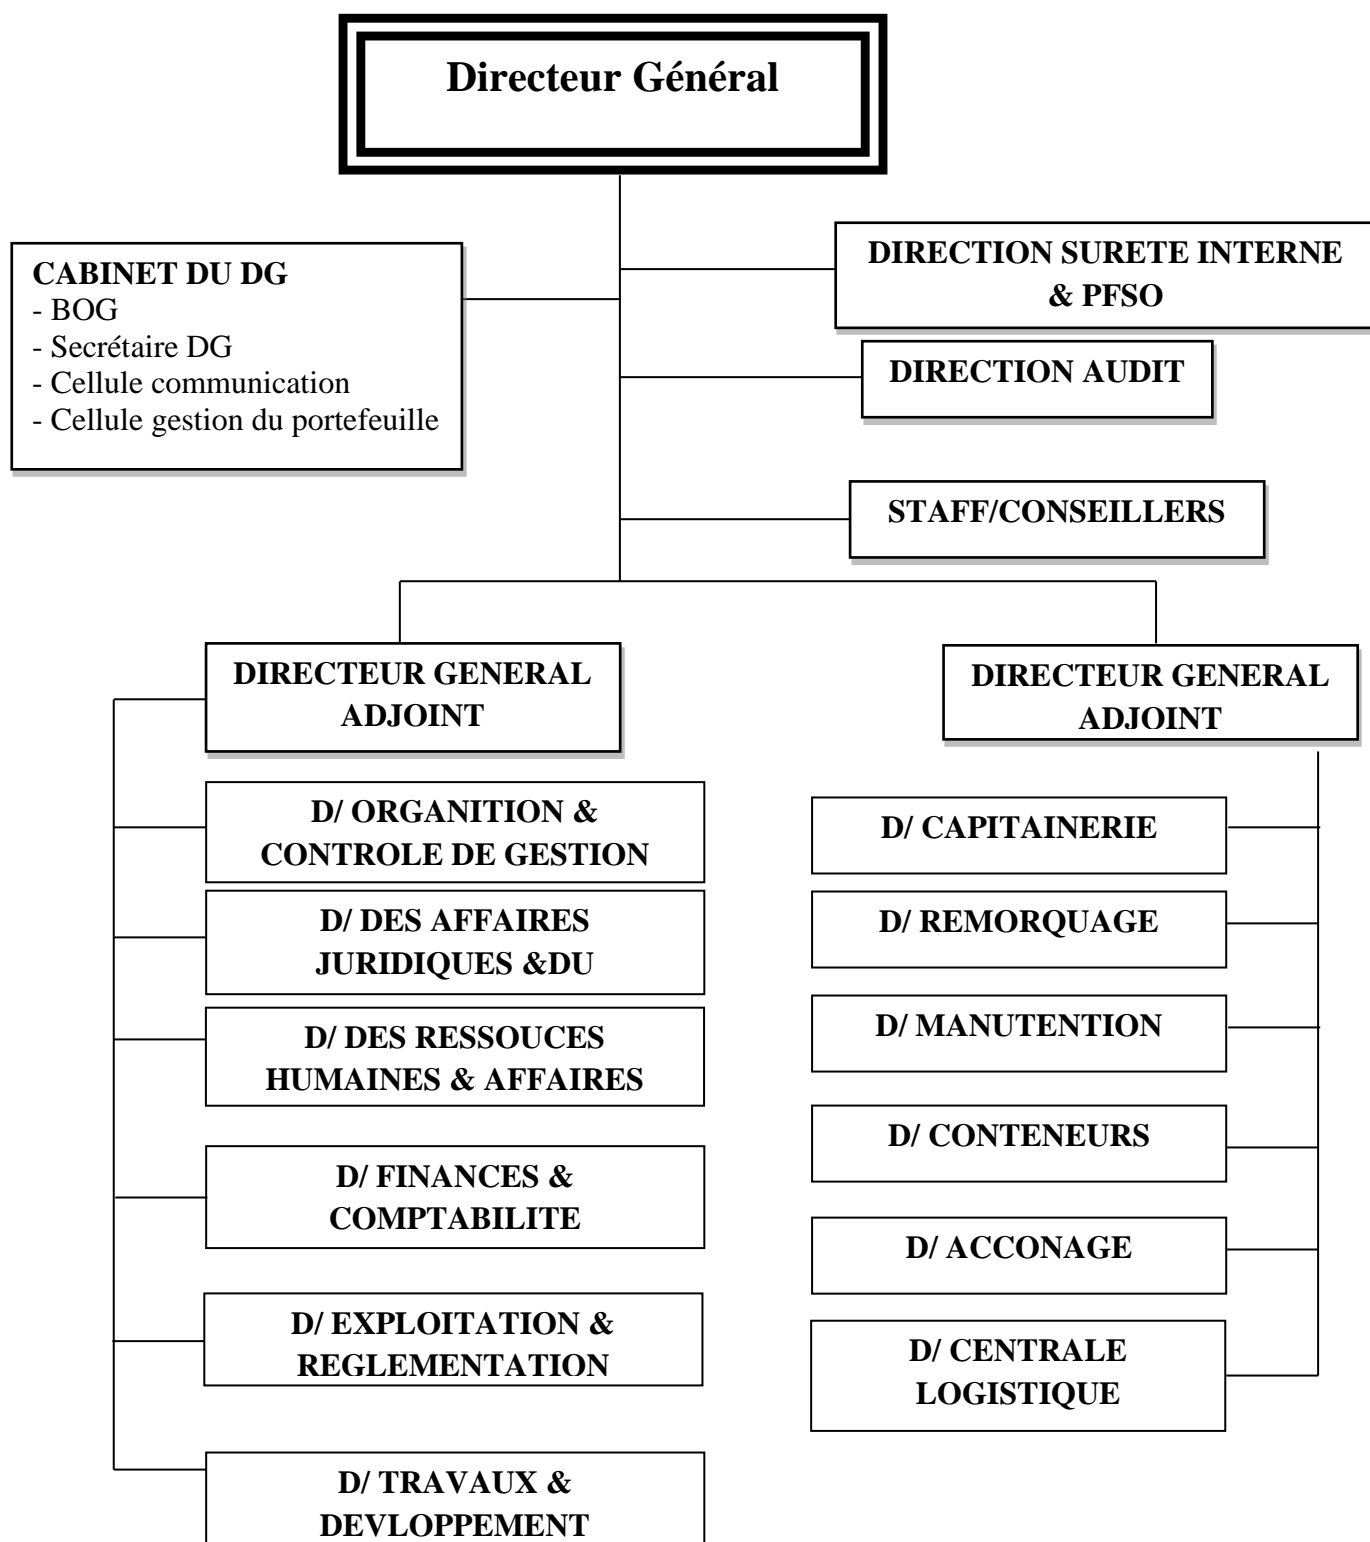 Directeur Général
CABINET DU DG
- BOG
- Secrétaire DG
- Cellule communication
- Cellule gestion du portefeuille
DIRECTION SURETE INTERNE
& PFSO
DIRECTION AUDIT
STAFF/CONSEILLERS
DIRECTEUR GENERAL
ADJOINT
D/ ORGANITION &
CONTROLE DE GESTION
D/ DES AFFAIRES
JURIDIQUES &DU
D/ DES RESSOUCES
HUMAINES & AFFAIRES
D/ FINANCES &
COMPTABILITE
D/ EXPLOITATION &
REGLEMENTATION
D/ TRAVAUX &
DEVLOPPEMENT
DIRECTEUR GENERAL
ADJOINT
D/ CAPITAINERIE
D/ REMORQUAGE
D/ MANUTENTION
D/ CONTENEURS
D/ ACCONAGE
D/ CENTRALE
LOGISTIQUE